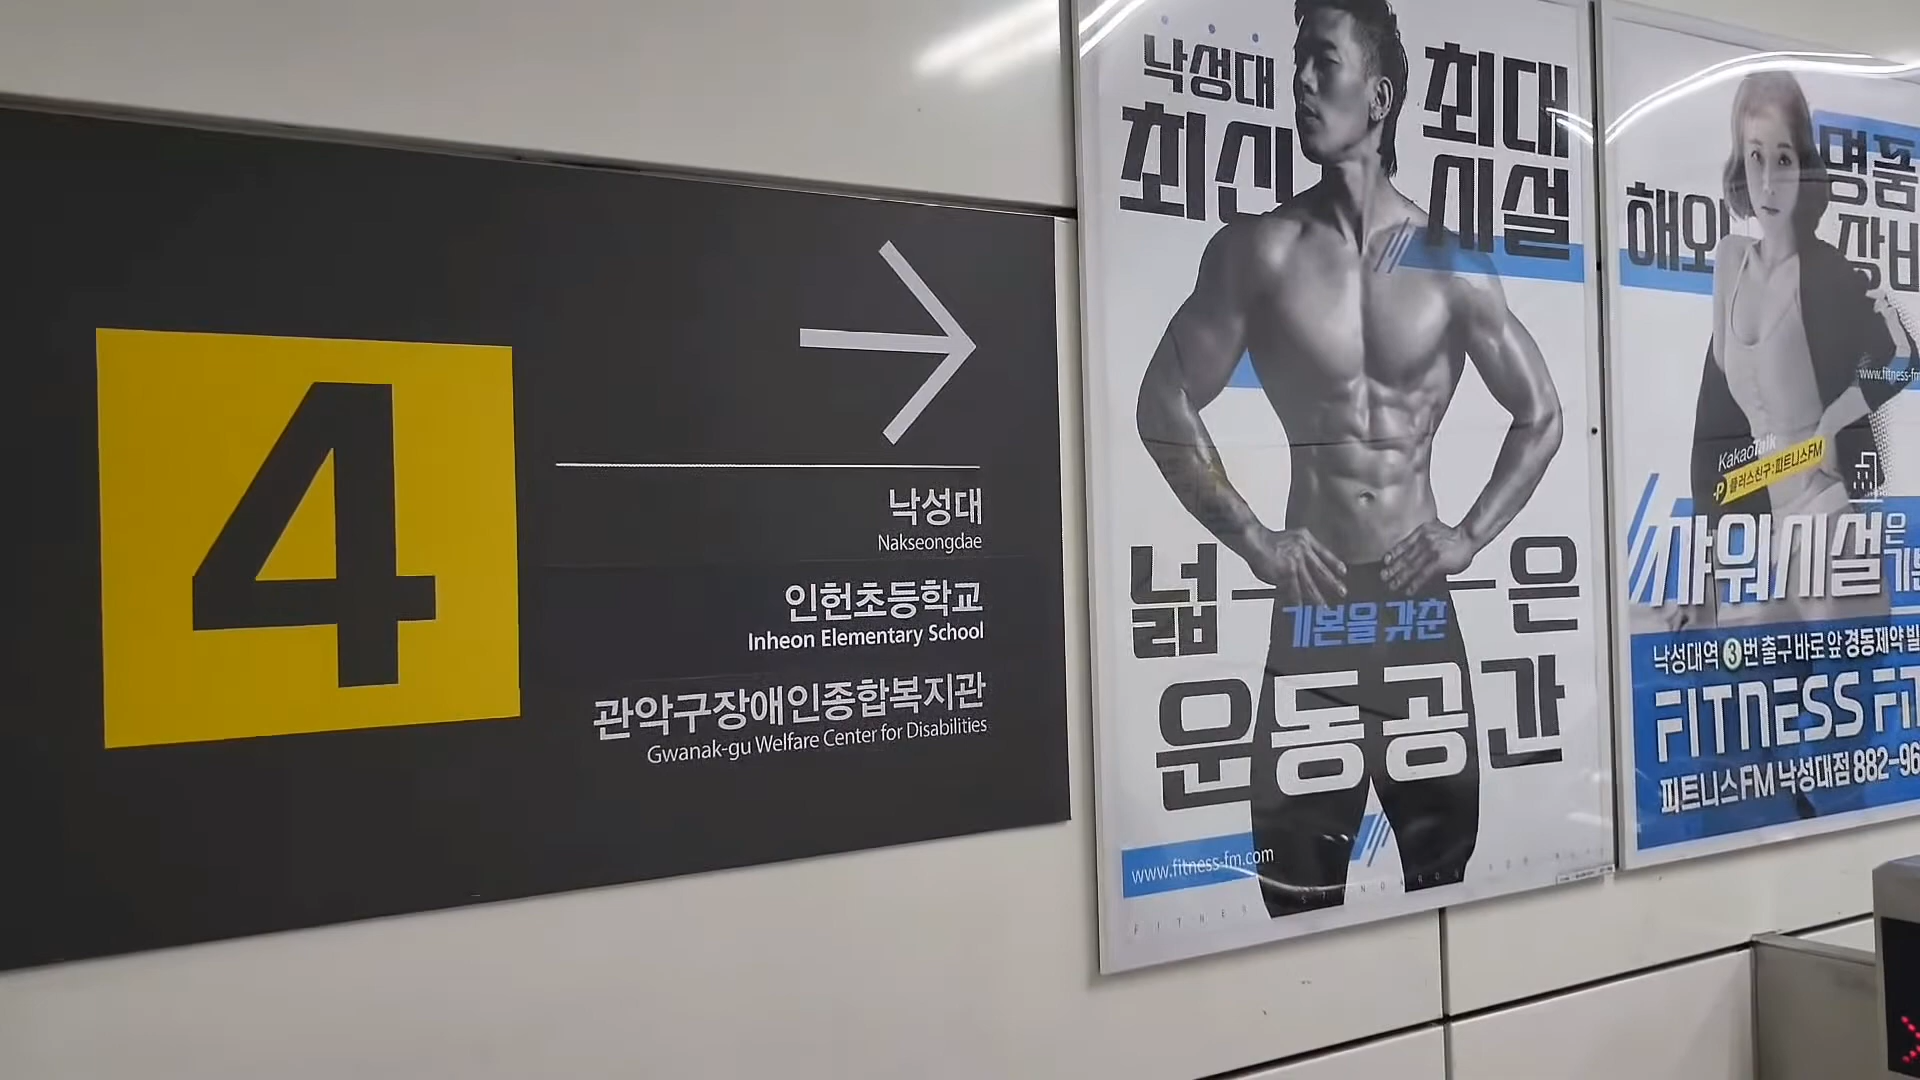 4
낙성대
Nakseongdae
인헌초등학교
Inheon Elementary School
관악구장애인종합복지관
Gwanak-gu Welfare Center for Disabilities
낙성대
최신
최대
시설
넓-은
기본을 갖춘
운동공간
www.fitness-fm.com
해외
명품
장비
www.fitness-fm
KakaoTalk
플러스친구:피트니스FM
샤워시설은
낙성대역 3번 출구 바로 앞 경동제약
FITNESS
피트니스FM 낙성대점 882-96